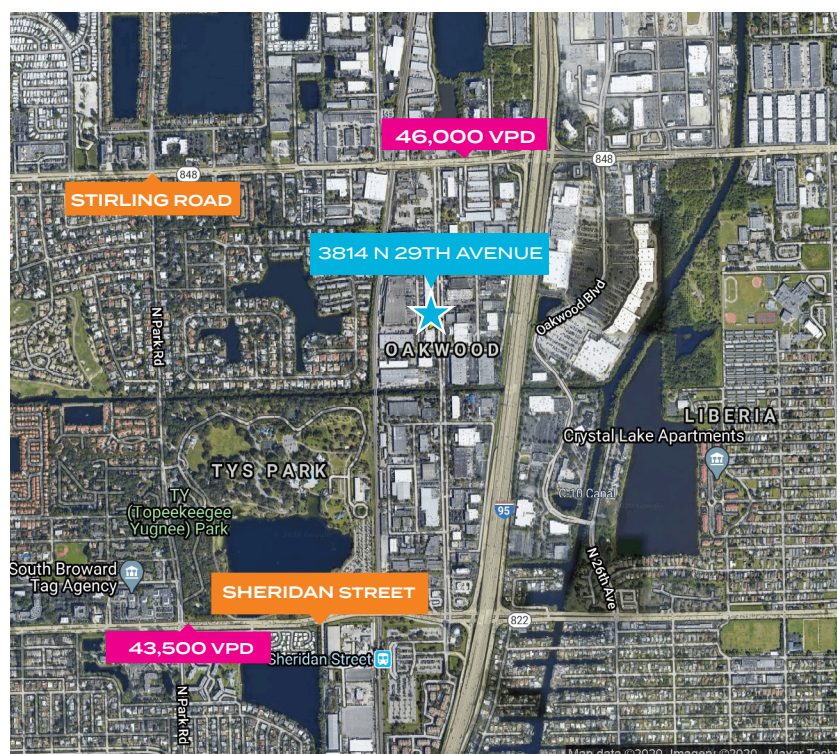 46,000 VPD
848
848
STIRLING ROAD
3814 N 29TH AVENUE
N Park Rd
Oakwood Blvd
OAKWOOD
LIBERIA
Crystal Lake Apartments
TYS PARK
TY
(Topeekeegee
Yugnee) Park
C-10 Canal
95
South Broward
Tag Agency
N 26th Ave
SHERIDAN STREET
822
43,500 VPD
Sheridan Street
N Park Rd
Map data ©2020 Imagery ©2020 , Maxar Tec